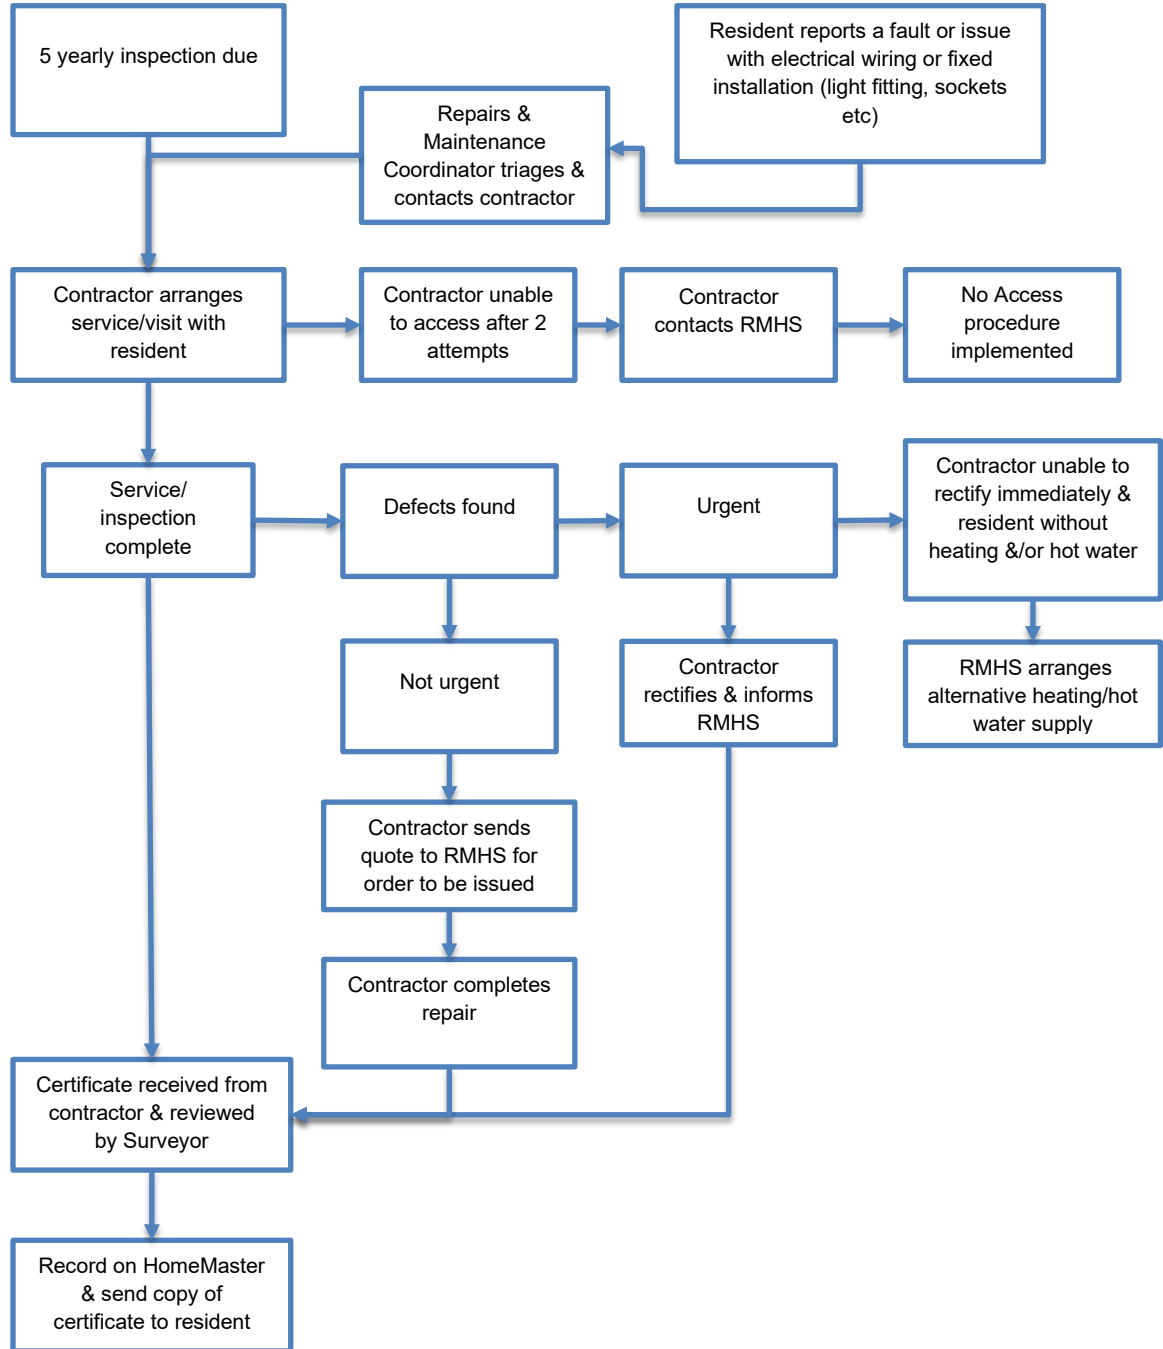 5 yearly inspection due
Resident reports a fault or issue
with electrical wiring or fixed
installation (light fitting, sockets
etc)
Repairs &
Maintenance
Coordinator triages &
contacts contractor
Contractor arranges
service/visit with
resident
Contractor unable
to access after 2
attempts
Contractor
contacts RMHS
No Access
procedure
implemented
Service/
inspection
complete
Defects found
Urgent
Contractor unable to
rectify immediately &
resident without
heating &/or hot water
Not urgent
Contractor
rectifies & informs
RMHS
RMHS arranges
alternative heating/hot
water supply
Contractor sends
quote to RMHS for
order to be issued
Contractor completes
repair
Certificate received from
contractor & reviewed
by Surveyor
Record on HomeMaster
& send copy of
certificate to resident